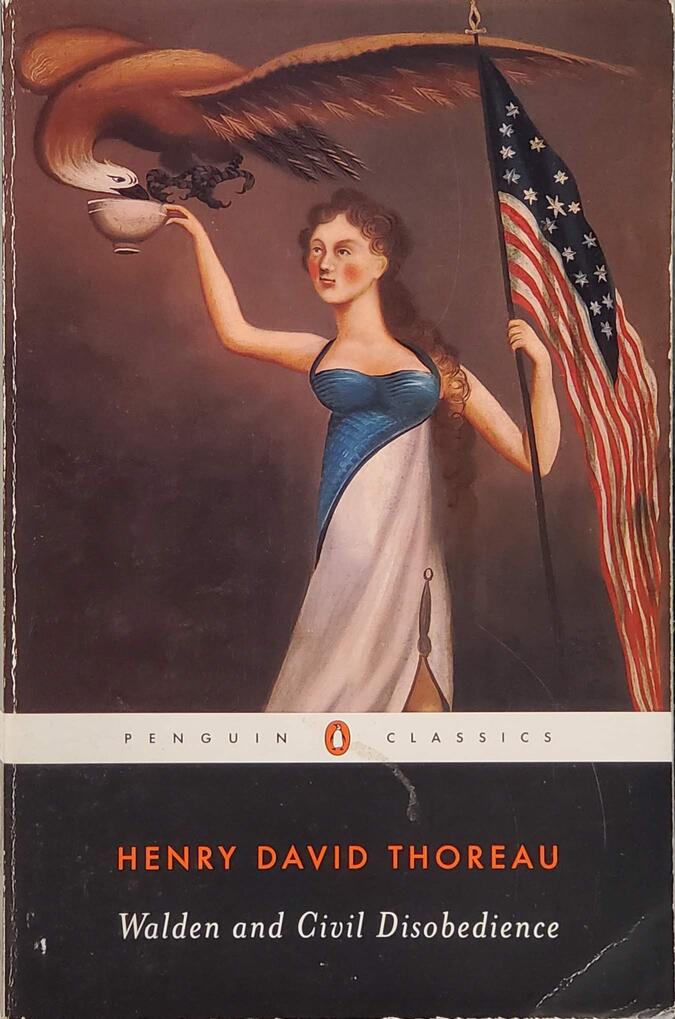 PENGUIN CLASSICS
HENRY DAVID THOREAU
Walden and Civil Disobedience